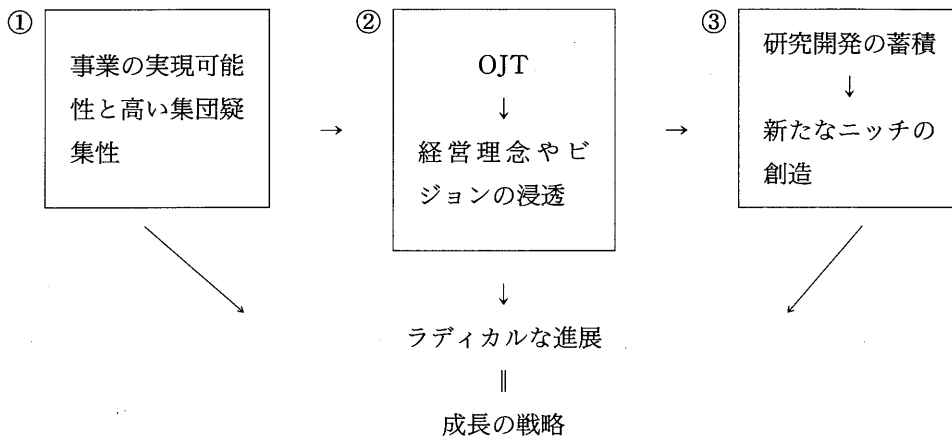 ①
事業の実現可能
性と高い集団疑
集性
→
②
OJT
↓
経営理念やビ
ジョンの浸透
→
③
研究開発の蓄積
↓
新たなニッチの
創造
↓
ラディカルな進展
‖
成長の戦略